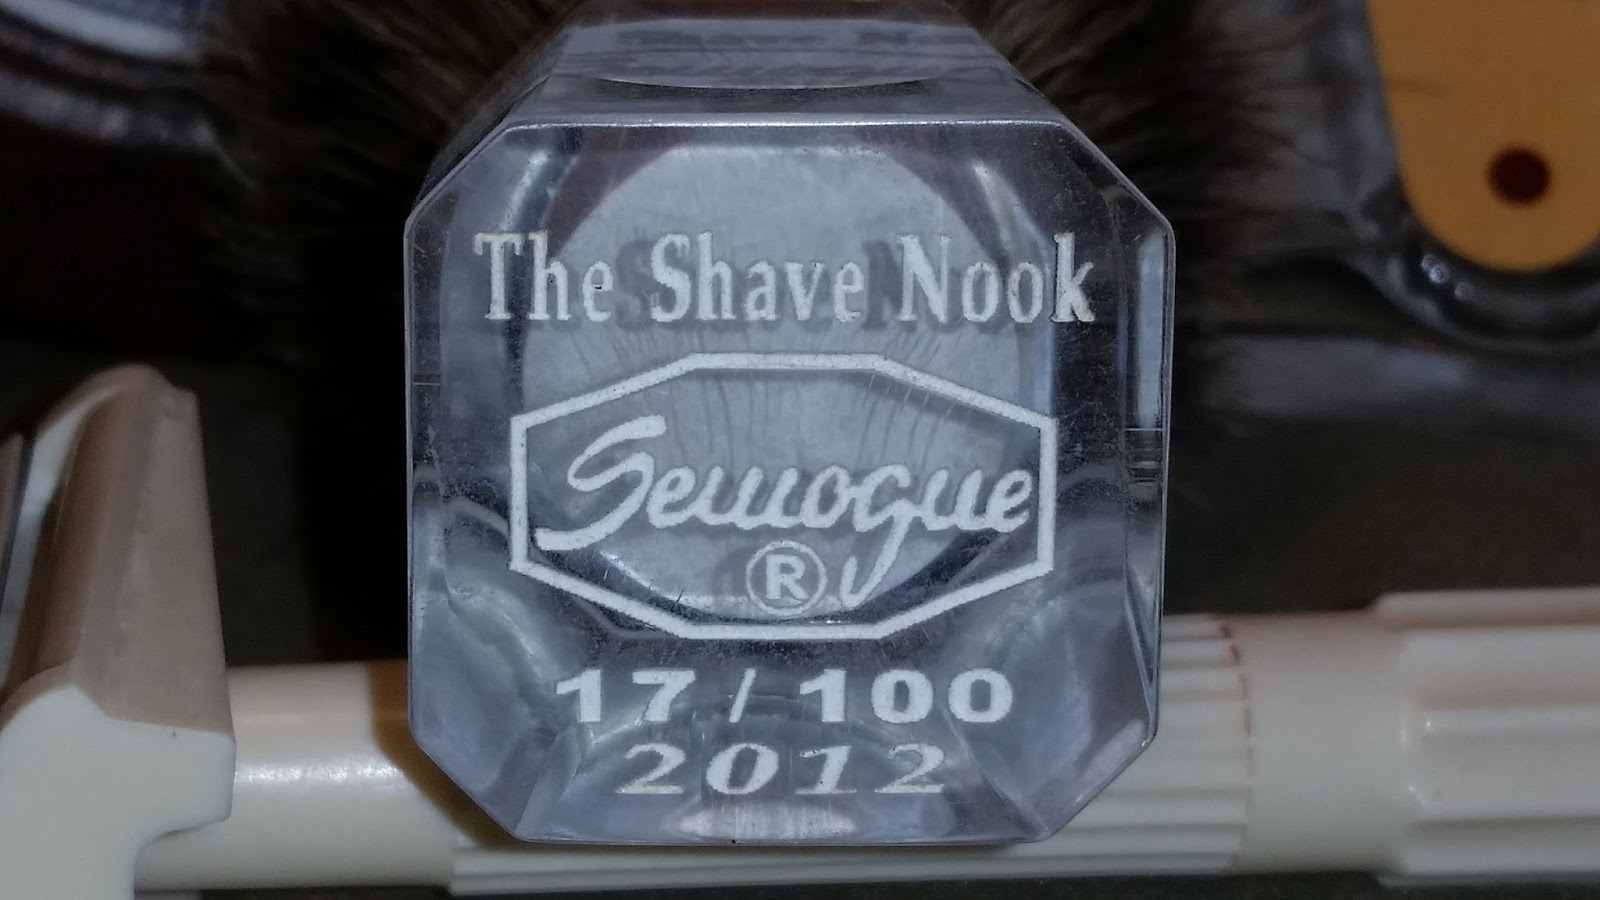 The Shave Nook
Semogue
®
17 / 100
2012